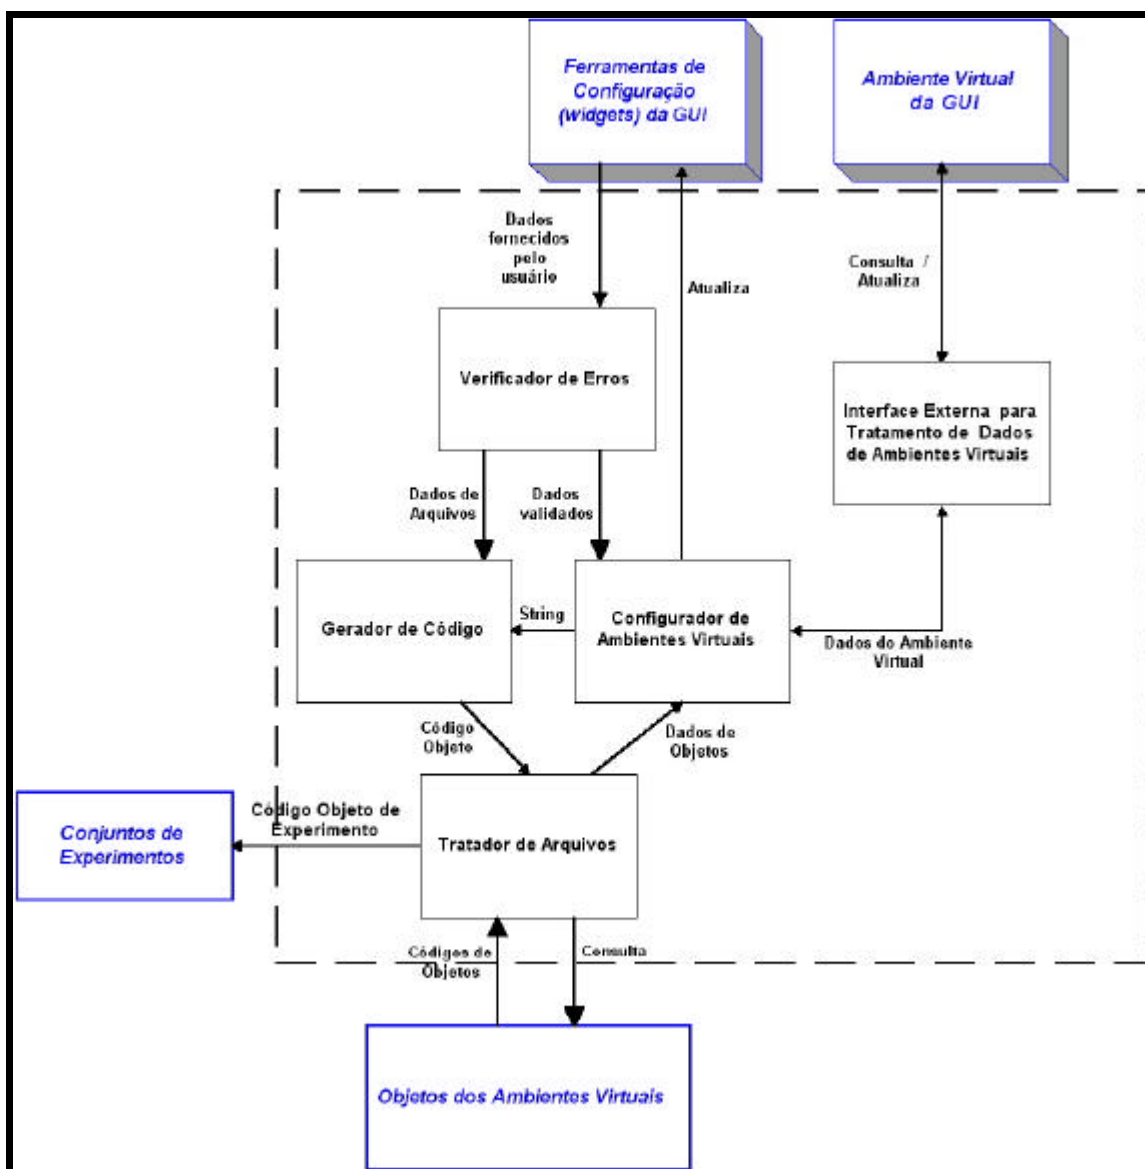 Ferramentas de
Configuração
(widgets) da GUI
Ambiente Virtual
da GUI
Dados
fornecidos
pelo
usuário
Atualiza
Consulta /
Atualiza
Verificador de Erros
Interface Externa para
Tratamento de Dados
de Ambientes Virtuais
Dados de
Arquivos
Dados
validados
Gerador de Código
String
Configurador de
Ambientes Virtuais
Dados do Ambiente
Virtual
Código
Objeto
Dados de
Objetos
Conjuntos de
Experimentos
Código Objeto de
Experimento
Tratador de Arquivos
Códigos de
Objetos
Consulta
Objetos dos Ambientes Virtuais